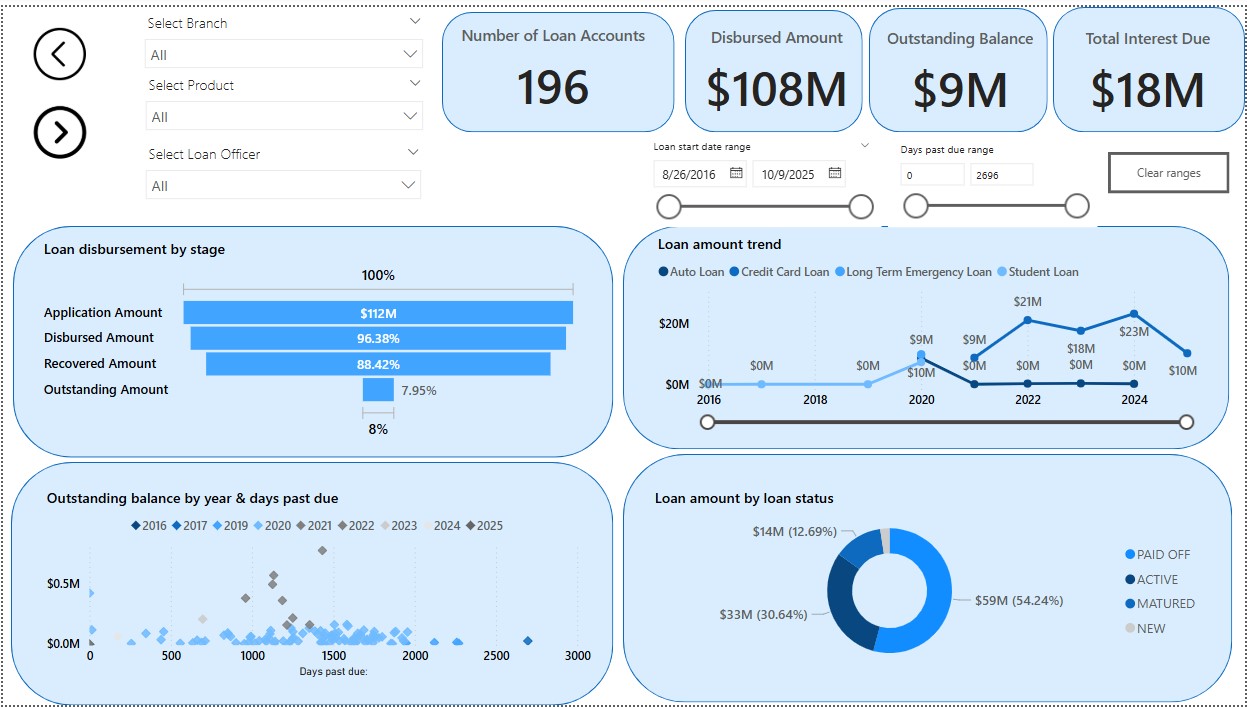 Select Branch
All
Select Product
All
Select Loan Officer
All
Number of Loan Accounts
196
Disbursed Amount
$108M
Outstanding Balance
$9M
Total Interest Due
$18M
Loan start date range
8/26/2016 10/9/2025
Days past due range
0 2696
Clear ranges
Loan disbursement by stage
100%
Application Amount $112M
Disbursed Amount 96.38%
Recovered Amount 88.42%
Outstanding Amount 7.95%
8%
Loan amount trend
Auto Loan Credit Card Loan Long Term Emergency Loan Student Loan
$21M
$20M
$23M
$9M $9M
$18M
$0M $0M $10M $0M $0M $0M $0M $10M
$0M $0M
2016 2018 2020 2022 2024
Outstanding balance by year & days past due
2016 2017 2019 2020 2021 2022 2023 2024 2025
$0.5M
$0.0M
0 500 1000 1500 2000 2500 3000
Days past due:
Loan amount by loan status
$14M (12.69%)
$33M (30.64%)
$59M (54.24%)
PAID OFF
ACTIVE
MATURED
NEW